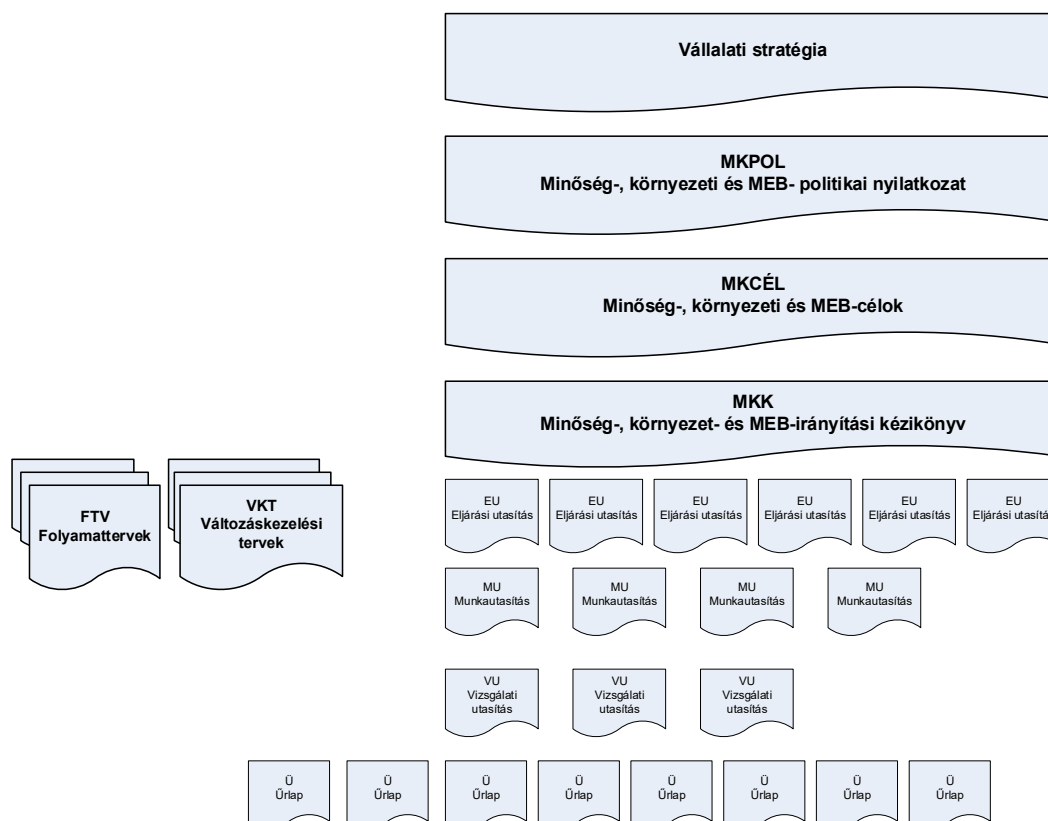 Vállalati stratégia
MKPOL
Minőség-, környezeti és MEB- politikai nyilatkozat
MKCÉL
Minőség-, környezeti és MEB-célok
MKK
Minőség-, környezet- és MEB-irányítási kézikönyv
FTV
Folyamattervek
VKT
Változáskezelési
tervek
EU
Eljárási utasítás
EU
Eljárási utasítás
EU
Eljárási utasítás
EU
Eljárási utasítás
EU
Eljárási utasítás
EU
Eljárási utasítá
MU
Munkautasítás
MU
Munkautasítás
MU
Munkautasítás
MU
Munkautasítás
VU
Vizsgálati
utasítás
VU
Vizsgálati
utasítás
VU
Vizsgálati
utasítás
Ü
Űrlap
Ü
Űrlap
Ü
Űrlap
Ü
Űrlap
Ü
Űrlap
Ü
Űrlap
Ü
Űrlap
Ü
Űrlap